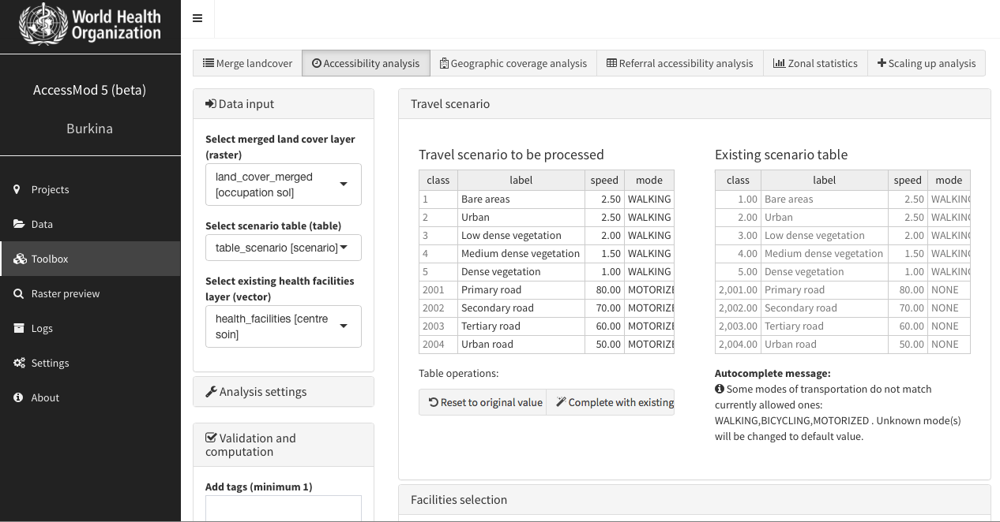 World Health
Organization
AccessMod 5 (beta)
Burkina
Projects
Data
Toolbox
Raster preview
Logs
Settings
About
Merge landcover
Accessibility analysis
Geographic coverage analysis
Referral accessibility analysis
Zonal statistics
Scaling up analysis
Data input
Select merged land cover layer
(raster)
land_cover_merged
[occupation sol]
Select scenario table (table)
table_scenario [scenario]
Select existing health facilities
layer (vector)
health_facilities [centre
soin]
Analysis settings
Validation and
computation
Add tags (minimum 1)
Travel scenario
Travel scenario to be processed
class label speed mode
1 Bare areas 2.50 WALKING
2 Urban 2.50 WALKING
3 Low dense vegetation 2.00 WALKING
4 Medium dense vegetation 1.50 WALKING
5 Dense vegetation 1.00 WALKING
2001 Primary road 80.00 MOTORIZE
2002 Secondary road 70.00 MOTORIZE
2003 Tertiary road 60.00 MOTORIZE
2004 Urban road 50.00 MOTORIZE
Table operations:
Reset to original value
Complete with existing
Existing scenario table
class label speed mode
1.00 Bare areas 2.50 WALKING
2.00 Urban 2.50 WALKING
3.00 Low dense vegetation 2.00 WALKING
4.00 Medium dense vegetation 1.50 WALKING
5.00 Dense vegetation 1.00 WALKING
2,001.00 Primary road 80.00 NONE
2,002.00 Secondary road 70.00 NONE
2,003.00 Tertiary road 60.00 NONE
2,004.00 Urban road 50.00 NONE
Autocomplete message:
Some modes of transportation do not match
currently allowed ones:
WALKING,BICYCLING,MOTORIZED . Unknown mode(s)
will be changed to default value.
Facilities selection